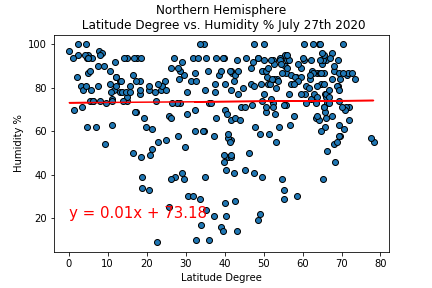 Northern Hemisphere
Latitude Degree vs. Humidity % July 27th 2020
100
80
60
40
20
Humidity %
y = 0.01x + 73.18
0 10 20 30 40 50 60 70 80
Latitude Degree